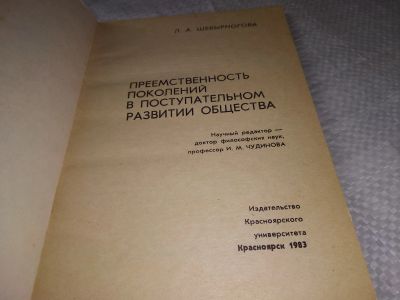 Л. А. ШЕВЫРНОГОВА
ПРЕЕМСТВЕННОСТЬ
ПОКОЛЕНИЙ
В ПОСТУПАТЕЛЬНОМ
РАЗВИТИИ ОБЩЕСТВА
Научный редактор —
доктор философских наук,
профессор И. М. ЧУДИНОВА
Издательство
Красноярского
университета
Красноярск 1983